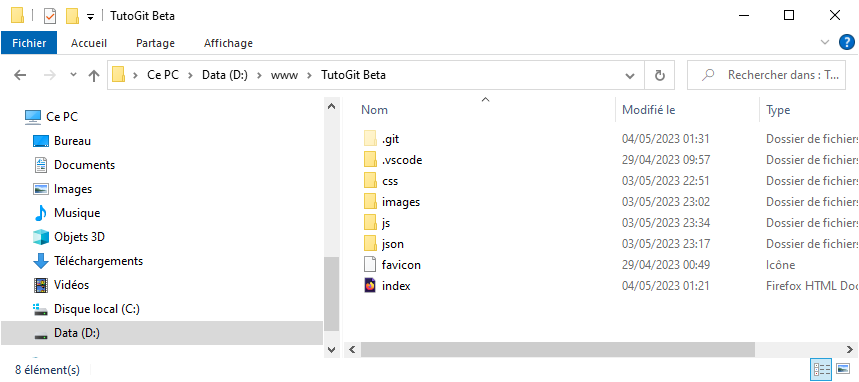 TutoGit Beta
Fichier Accueil Partage Affichage
Ce PC Data (D:) www TutoGit Beta Rechercher dans : T...
Nom Modifié le Type
Ce PC
Bureau
Documents
Images
Musique
Objets 3D
Téléchargements
Vidéos
Disque local (C:)
Data (D:)
.git 04/05/2023 01:31 Dossier de fichiers
.vscode 29/04/2023 09:57 Dossier de fichiers
css 03/05/2023 22:51 Dossier de fichiers
images 03/05/2023 23:02 Dossier de fichiers
js 03/05/2023 23:34 Dossier de fichiers
json 03/05/2023 23:17 Dossier de fichiers
favicon 29/04/2023 00:49 Icône
index 04/05/2023 01:21 Firefox HTML Doc
8 élément(s)